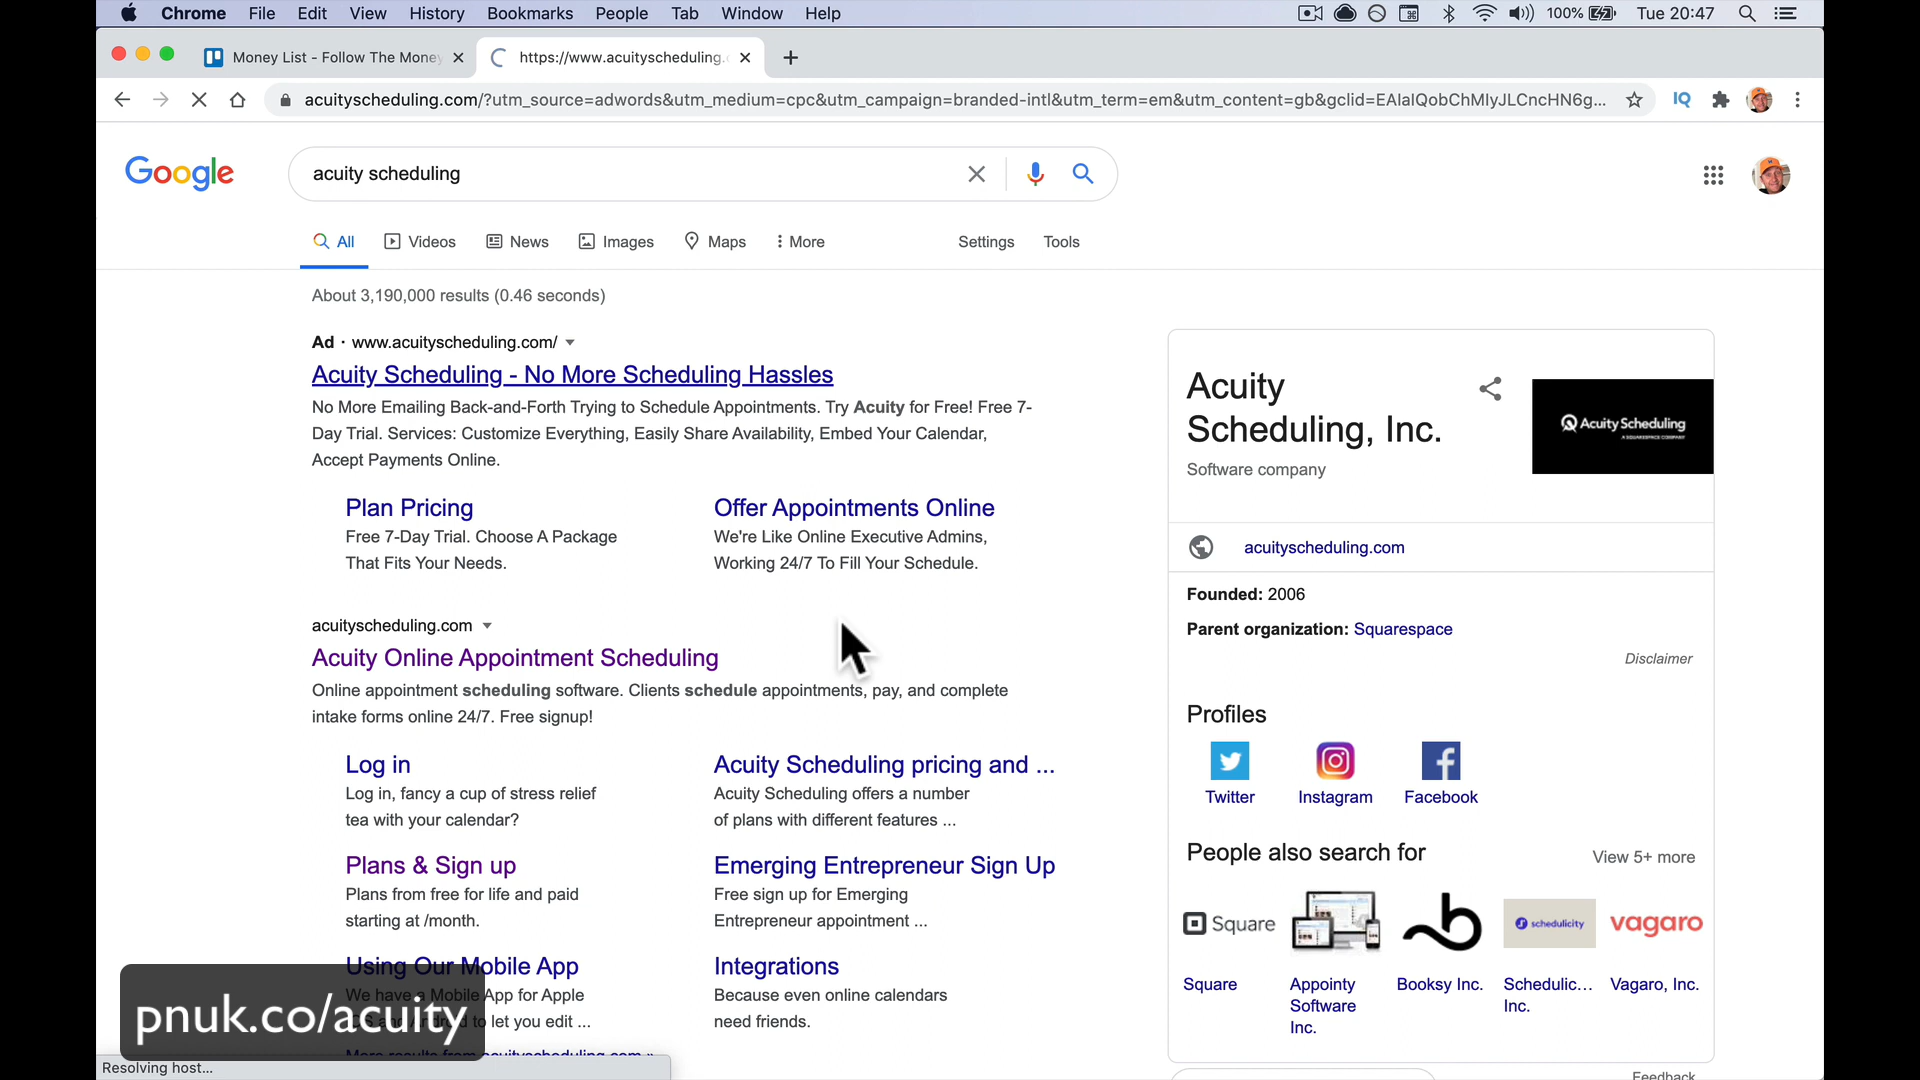 Chrome File Edit View History Bookmarks People Tab Window Help 100% Tue 20:47
Money List - Follow The Money https://www.acuityscheduling.
acuityscheduling.com/?utm_source=adwords&utm_medium=cpc&utm_campaign=branded-intl&utm_term=em&utm_content=gb&gclid=EAIaIQobChMIyJLCncHN6g... IQ
Google
acuity scheduling
All Videos News Images Maps More Settings Tools
About 3,190,000 results (0.46 seconds)
Ad · www.acuityscheduling.com/
Acuity Scheduling - No More Scheduling Hassles
No More Emailing Back-and-Forth Trying to Schedule Appointments. Try Acuity for Free! Free 7-
Day Trial. Services: Customize Everything, Easily Share Availability, Embed Your Calendar,
Accept Payments Online.
Plan Pricing
Free 7-Day Trial. Choose A Package
That Fits Your Needs.
Offer Appointments Online
We're Like Online Executive Admins,
Working 24/7 To Fill Your Schedule.
acuityscheduling.com
Acuity Online Appointment Scheduling
Online appointment scheduling software. Clients schedule appointments, pay, and complete
intake forms online 24/7. Free signup!
Log in
Log in, fancy a cup of stress relief
tea with your calendar?
Acuity Scheduling pricing and ...
Acuity Scheduling offers a number
of plans with different features ...
Plans & Sign up
Plans from free for life and paid
starting at /month.
Emerging Entrepreneur Sign Up
Free sign up for Emerging
Entrepreneur appointment ...
Using Our Mobile App
We have a Mobile App for Apple
iOS and Android to let you edit ...
Integrations
Because even online calendars
need friends.
More results from acuityscheduling.com »
pnuk.co/acuity
Resolving host...
Acuity
Scheduling, Inc.
Software company
Acuity Scheduling
A SQUARESPACE COMPANY
acuityscheduling.com
Founded: 2006
Parent organization: Squarespace
Disclaimer
Profiles
Twitter Instagram Facebook
People also search for
View 5+ more
Square schedulicity vagaro
Square
Appointy
Software
Inc.
Booksy Inc.
Schedulic...
Inc.
Vagaro, Inc.
Feedback